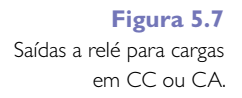 Figura 5.7
Saídas a relé para cargas
em CC ou CA.